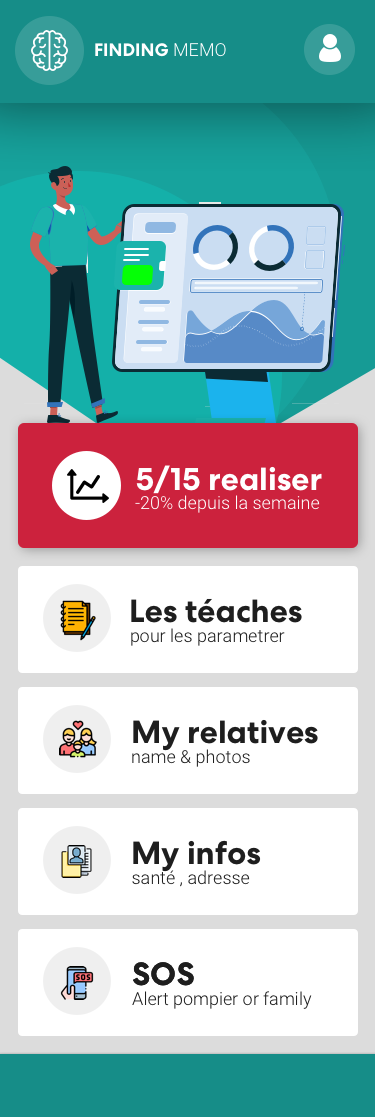 FINDING MEMO
5/15 realiser
-20% depuis la semaine
Les téaches
pour les parametrer
My relatives
name & photos
My infos
santé , adresse
SOS
SOS
Alert pompier or family